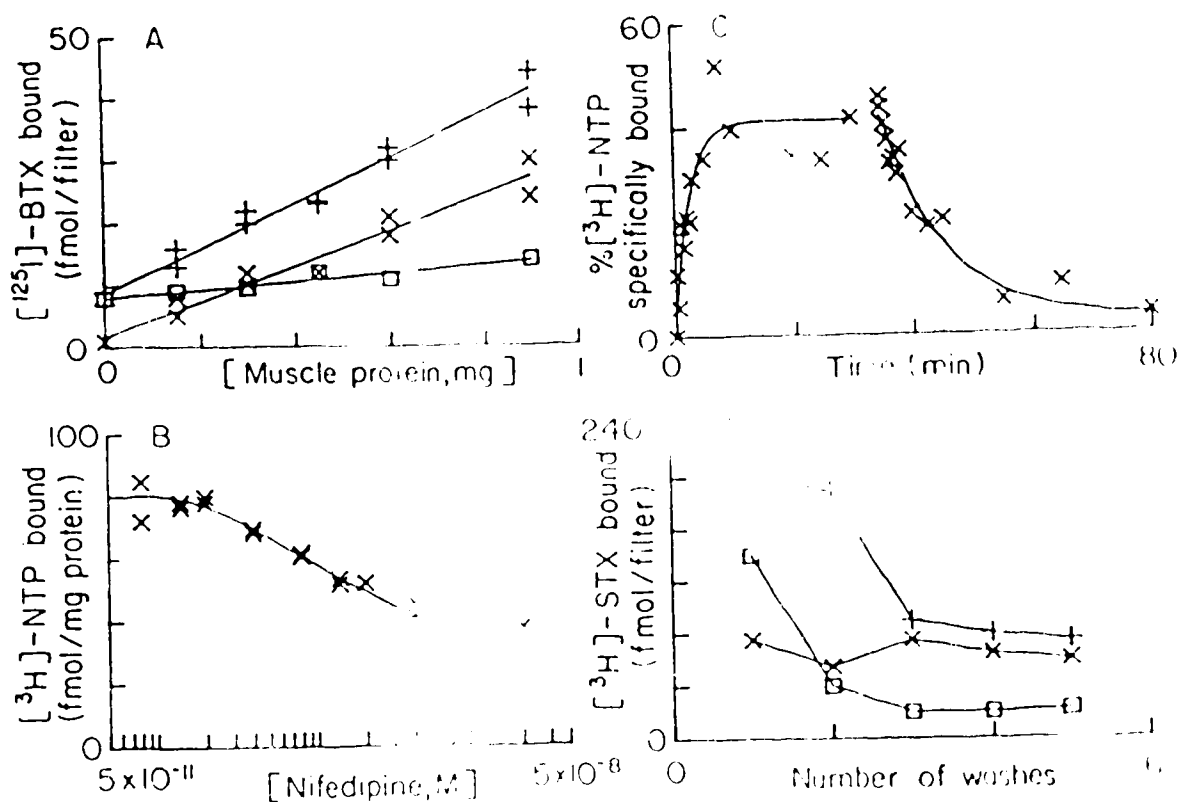 A
50
[¹²⁵I]-BTX bound
(fmol/filter)
0
0
[Muscle protein, mg]
1
C
60
%[³H]-NTP
specifically bound
0
0
(min)
80
B
100
[³H]-NTP bound
(fmol/mg protein)
0
5x10⁻¹¹
[Nifedipine, M]
5x10⁻⁸
240
[³H]-STX bound
(fmol/filter)
0
Number of washes